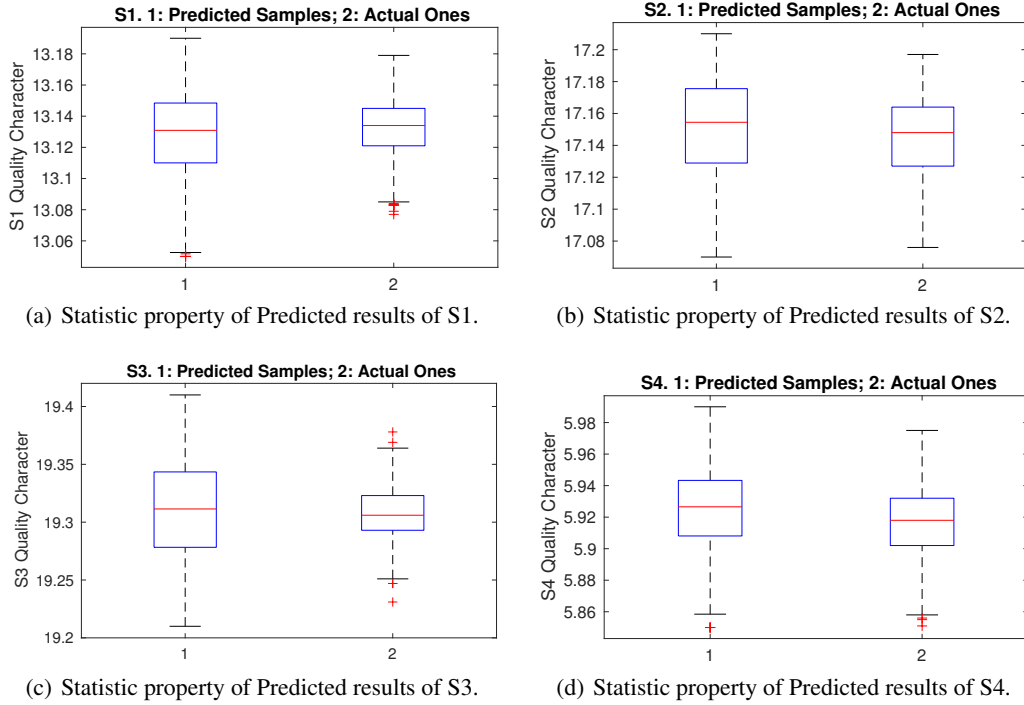 S1. 1: Predicted Samples; 2: Actual Ones
S1 Quality Character
13.18
13.16
13.14
13.12
13.1
13.08
13.06
1 2
(a) Statistic property of Predicted results of S1.
S2. 1: Predicted Samples; 2: Actual Ones
S2 Quality Character
17.2
17.18
17.16
17.14
17.12
17.1
17.08
1 2
(b) Statistic property of Predicted results of S2.
S3. 1: Predicted Samples; 2: Actual Ones
S3 Quality Character
19.4
19.35
19.3
19.25
19.2
1 2
(c) Statistic property of Predicted results of S3.
S4. 1: Predicted Samples; 2: Actual Ones
S4 Quality Character
5.98
5.96
5.94
5.92
5.9
5.88
5.86
1 2
(d) Statistic property of Predicted results of S4.